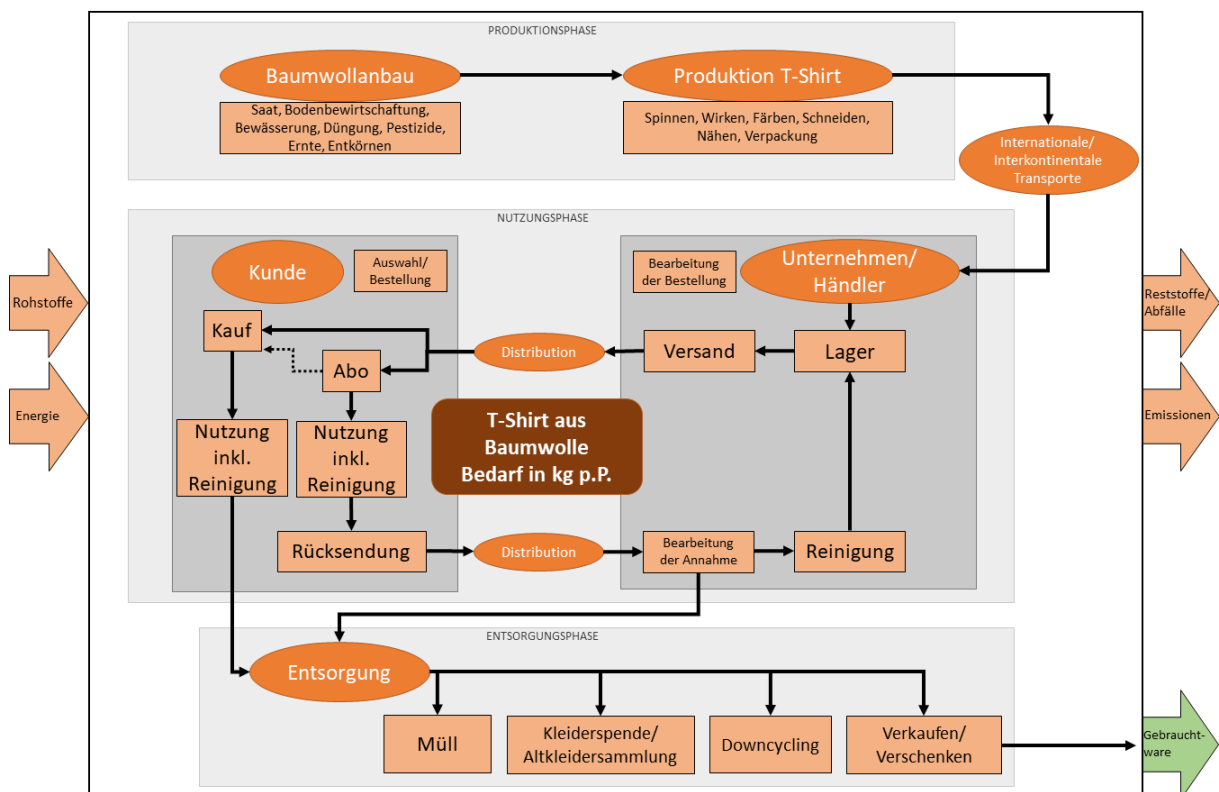 PRODUKTIONSPHASE
Baumwollanbau
Saat, Bodenbewirtschaftung,
Bewässerung, Düngung, Pestizide,
Ernte, Entkörnen
Produktion T-Shirt
Spinnen, Wirken, Färben, Schneiden,
Nähen, Verpackung
Internationale/
Interkontinentale
Transporte
NUTZUNGSPHASE
Kunde
Auswahl/
Bestellung
Bearbeitung
der Bestellung
Unternehmen/
Händler
Rohstoffe
Energie
Reststoffe/
Abfälle
Emissionen
Kauf
Abo
Distribution
Versand
Lager
T-Shirt aus
Baumwolle
Bedarf in kg p.P.
Nutzung
inkl.
Reinigung
Nutzung
inkl.
Reinigung
Rücksendung
Distribution
Bearbeitung
der Annahme
Reinigung
ENTSORGUNGSPHASE
Entsorgung
Müll
Kleiderspende/
Altkleidersammlung
Downcycling
Verkaufen/
Verschenken
Gebraucht-
ware